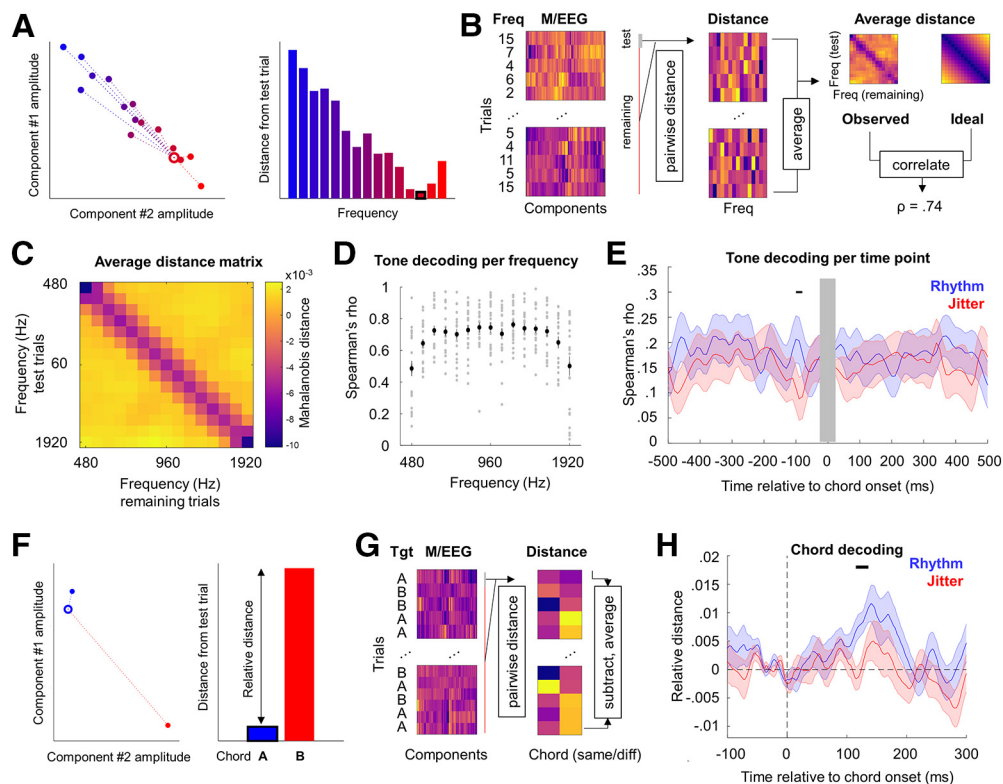 A
Component #1 amplitude
Component #2 amplitude
Distance from test trial
Frequency
B
Freq M/EEG
15
7
4
6
2
Trials
5
4
11
5
15
Components
test
remaining
pairwise distance
Distance
Freq
average
Average distance
Freq (test)
Freq (remaining)
Observed
Ideal
correlate
ρ = .74
C
Average distance matrix
x10⁻³
480
60
1920
Frequency (Hz)
test trials
480
960
1920
Frequency (Hz)
remaining trials
2
0
-2
-4
-6
-8
-10
Mahalanobis distance
D
Tone decoding per frequency
Spearman's rho
1
0.8
0.6
0.4
0.2
0
480
960
1920
Frequency (Hz)
E
Tone decoding per time point
Rhythm
Jitter
Spearman's rho
.35
.3
.25
.2
.15
.1
.05
0
-500 -400 -300 -200 -100 0 100 200 300 400 500
Time relative to chord onset (ms)
F
Component #1 amplitude
Component #2 amplitude
Distance from test trial
Relative distance
Chord A B
G
Tgt M/EEG
A
B
B
A
A
Trials
B
A
B
A
A
Components
pairwise distance
Distance
Chord (same/diff)
subtract, average
H
Chord decoding
Rhythm
Jitter
Relative distance
.02
.015
.01
.005
0
-.005
-.01
-100 0 100 200 300
Time relative to chord onset (ms)